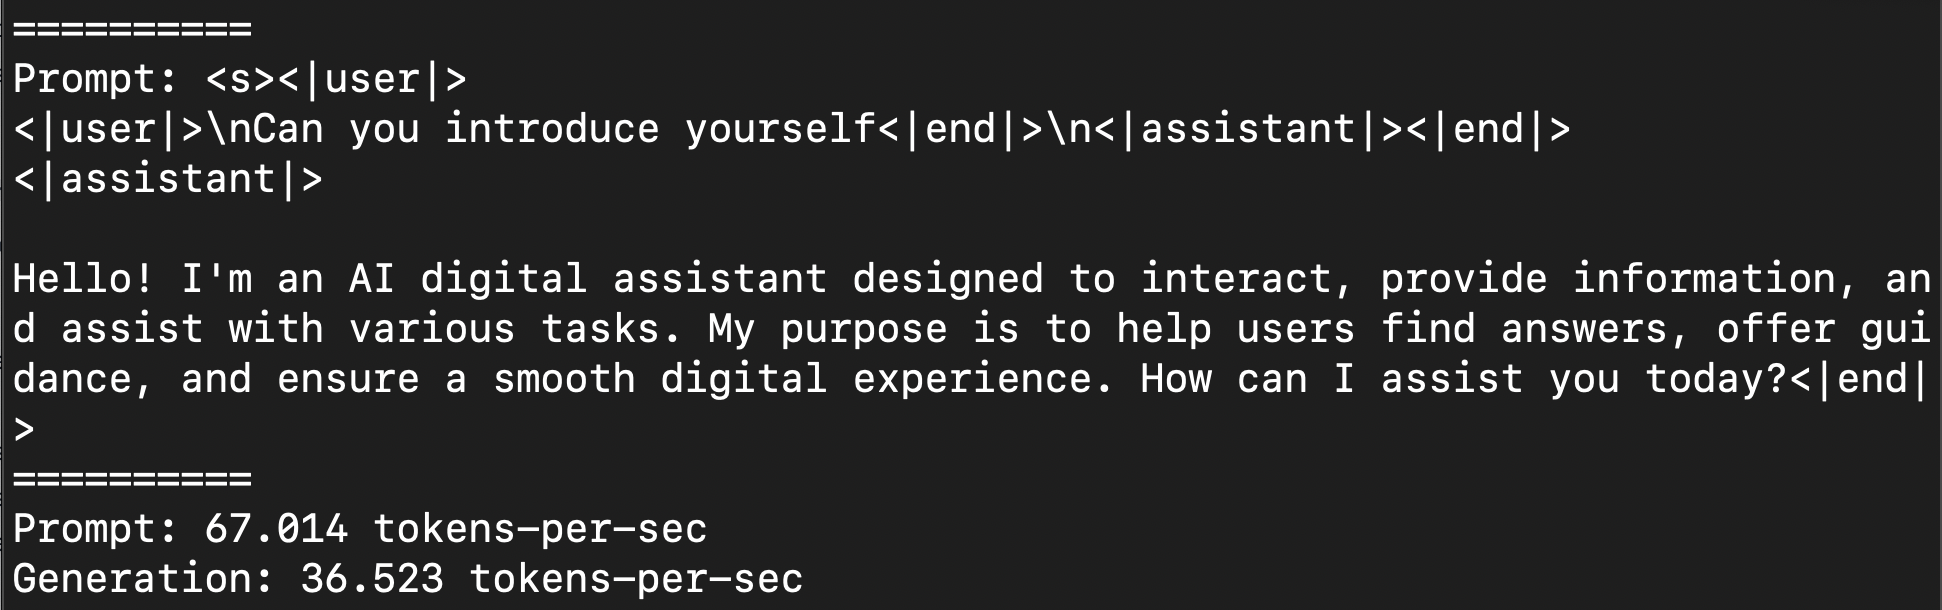 ==========
Prompt: <s><|user|>
<|user|>\nCan you introduce yourself<|end|>\n<|assistant|><|end|>
<|assistant|>
Hello! I'm an AI digital assistant designed to interact, provide information, an
d assist with various tasks. My purpose is to help users find answers, offer gui
dance, and ensure a smooth digital experience. How can I assist you today?<|end|
>
==========
Prompt: 67.014 tokens-per-sec
Generation: 36.523 tokens-per-sec